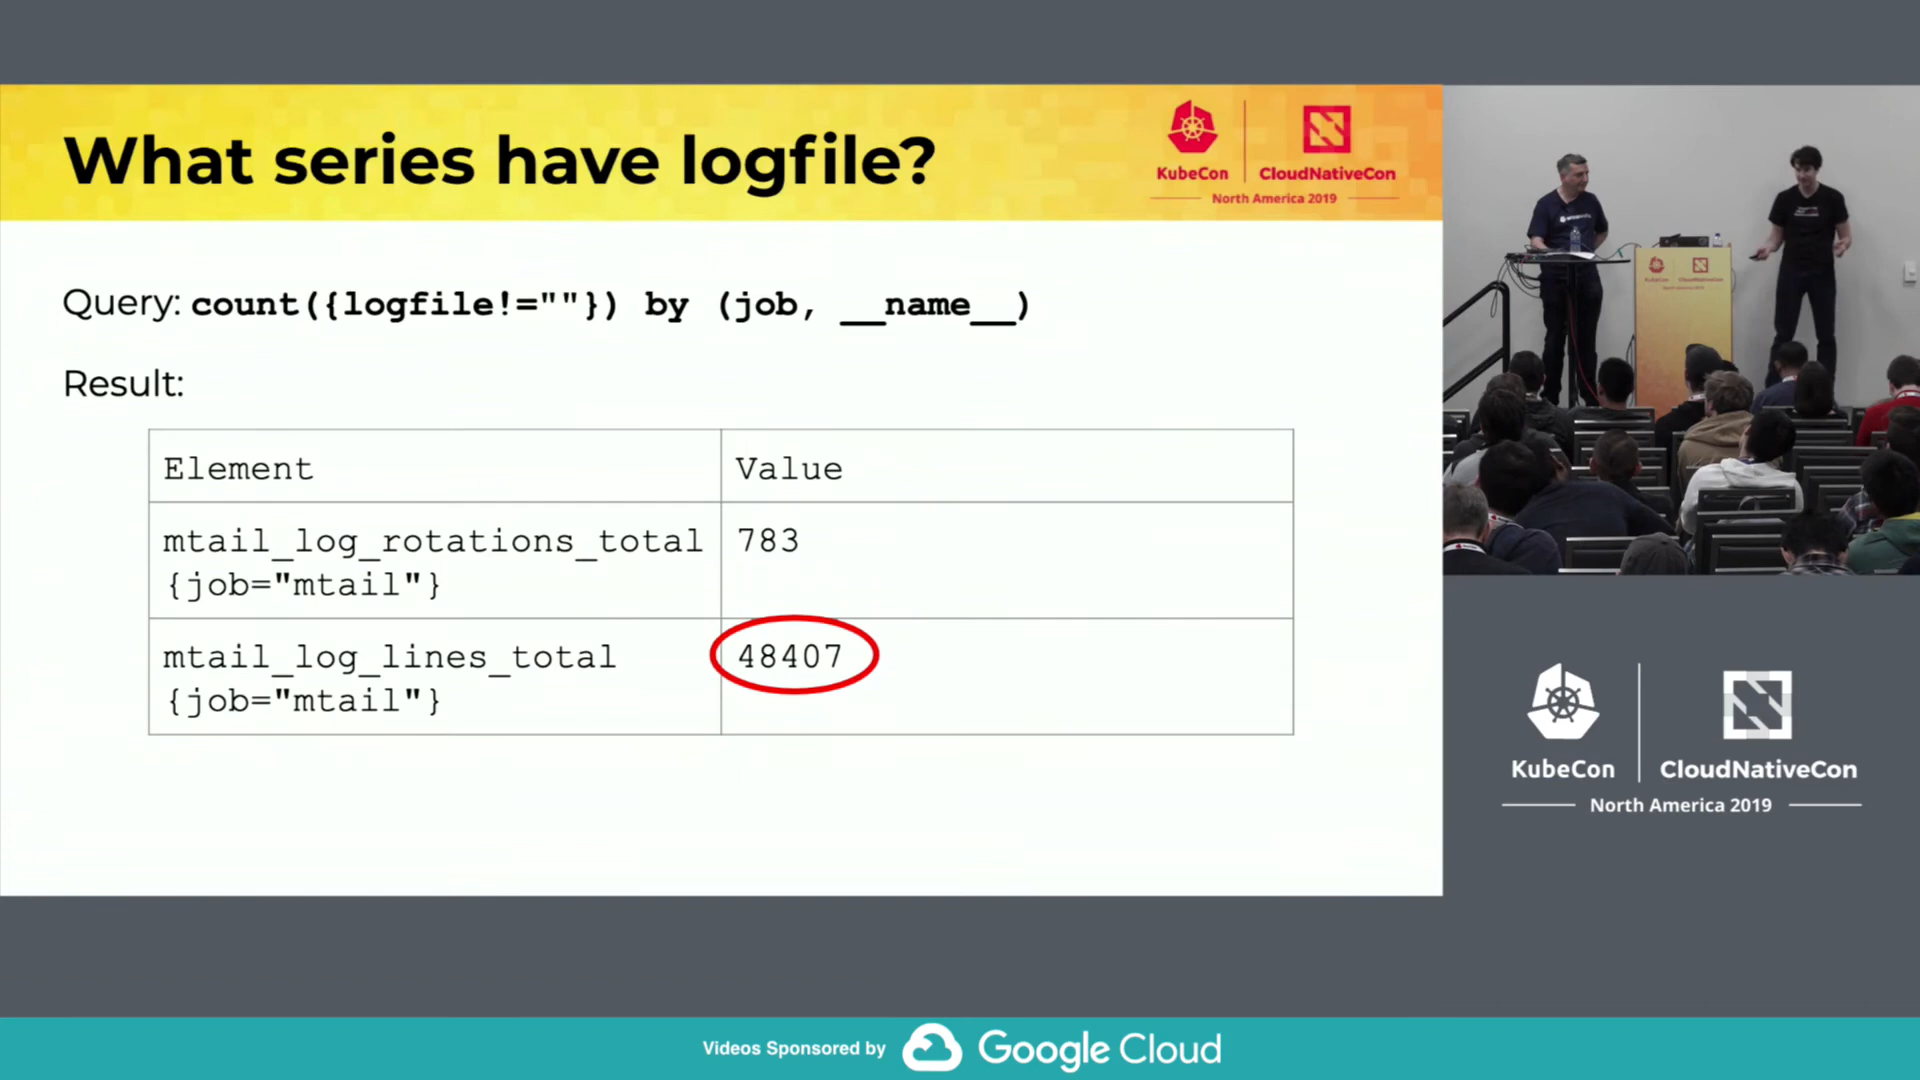 What series have logfile?
KubeCon
CloudNativeCon
North America 2019
Query: count({logfile!=""}) by (job, __name__)
Result:
Element Value
mtail_log_rotations_total 783
{job="mtail"}
mtail_log_lines_total 48407
{job="mtail"}
KubeCon
CloudNativeCon
North America 2019
Videos Sponsored by Google Cloud